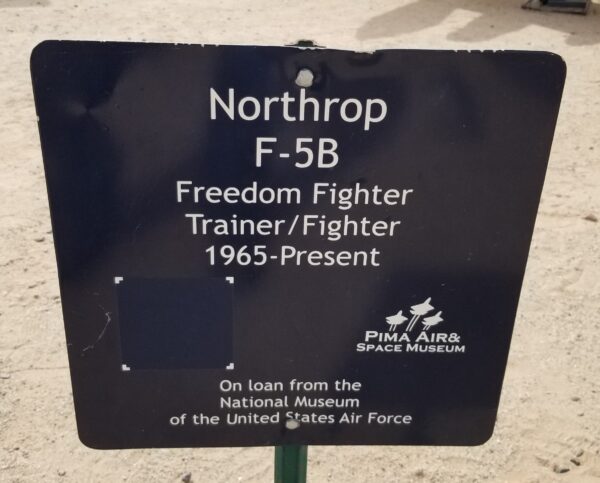 Northrop
F-5B
Freedom Fighter
Trainer/Fighter
1965-Present
PIMA AIR&
SPACE MUSEUM
On loan from the
National Museum
of the United States Air Force